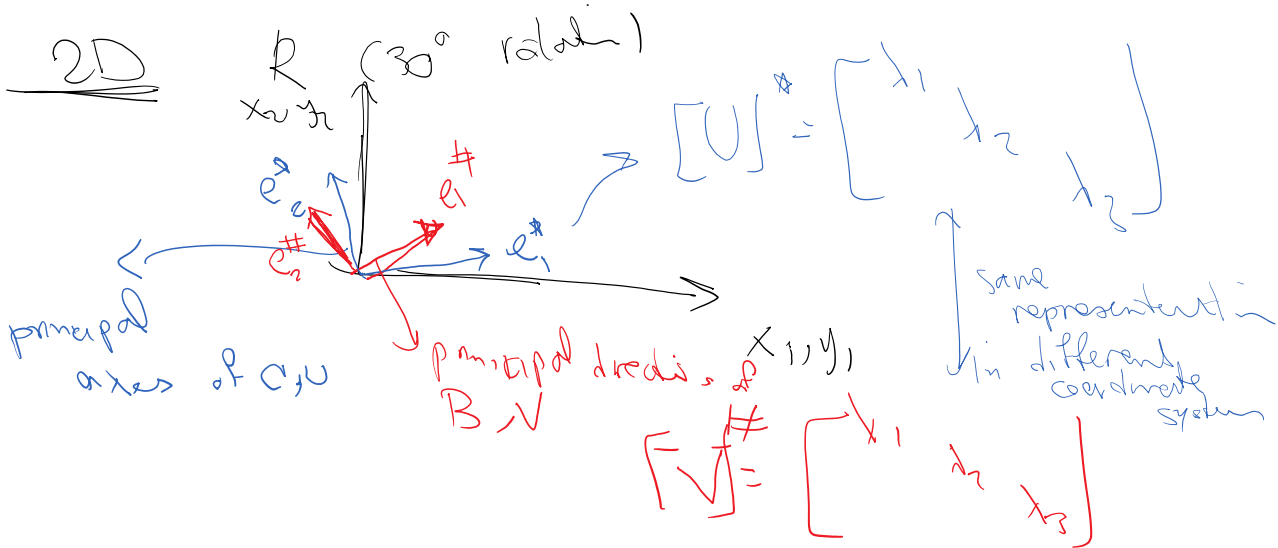 2D
R (30° rotation)
x₂, y₂
e₂*
e₁#
e₂#
e₁*
[U]* = [λ₁ λ₂ λ₃]
same
representation
in different
coordinate
system
principal
axes of C, U
x₁, y₁
principal directions of
B, V
[V]# = [λ₁ λ₂ λ₃]